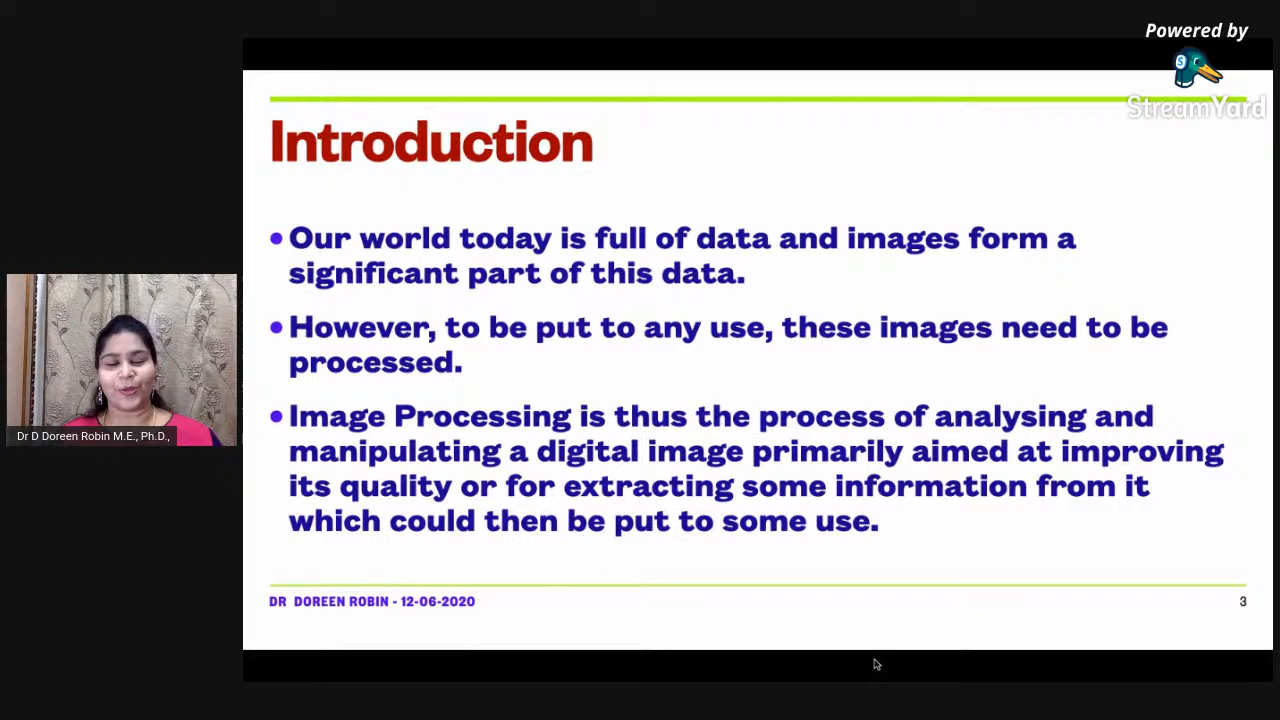 Powered by
StreamYard
Introduction
• Our world today is full of data and images form a
significant part of this data.
• However, to be put to any use, these images need to be
processed.
• Image Processing is thus the process of analysing and
manipulating a digital image primarily aimed at improving
its quality or for extracting some information from it
which could then be put to some use.
Dr D Doreen Robin M.E., Ph.D.,
DR DOREEN ROBIN - 12-06-2020
3